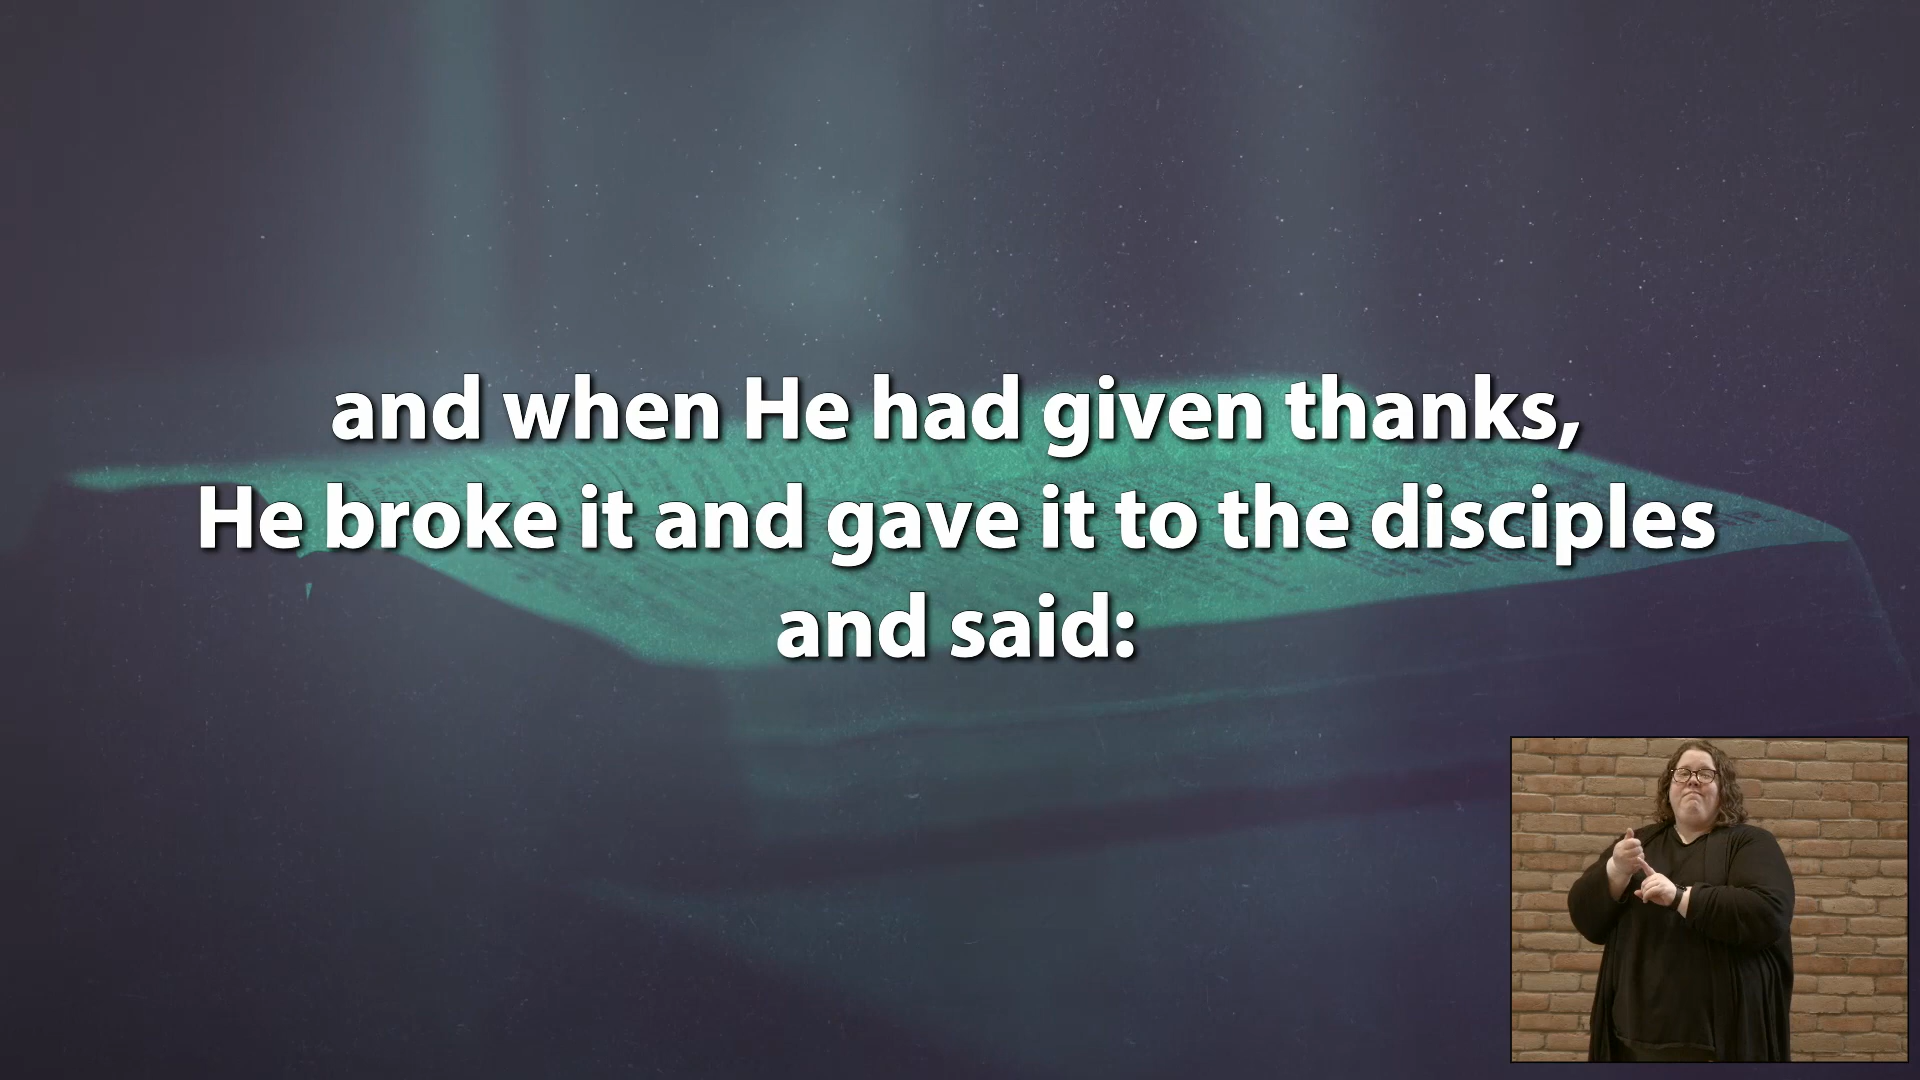 and when He had given thanks,
He broke it and gave it to the disciples
and said: